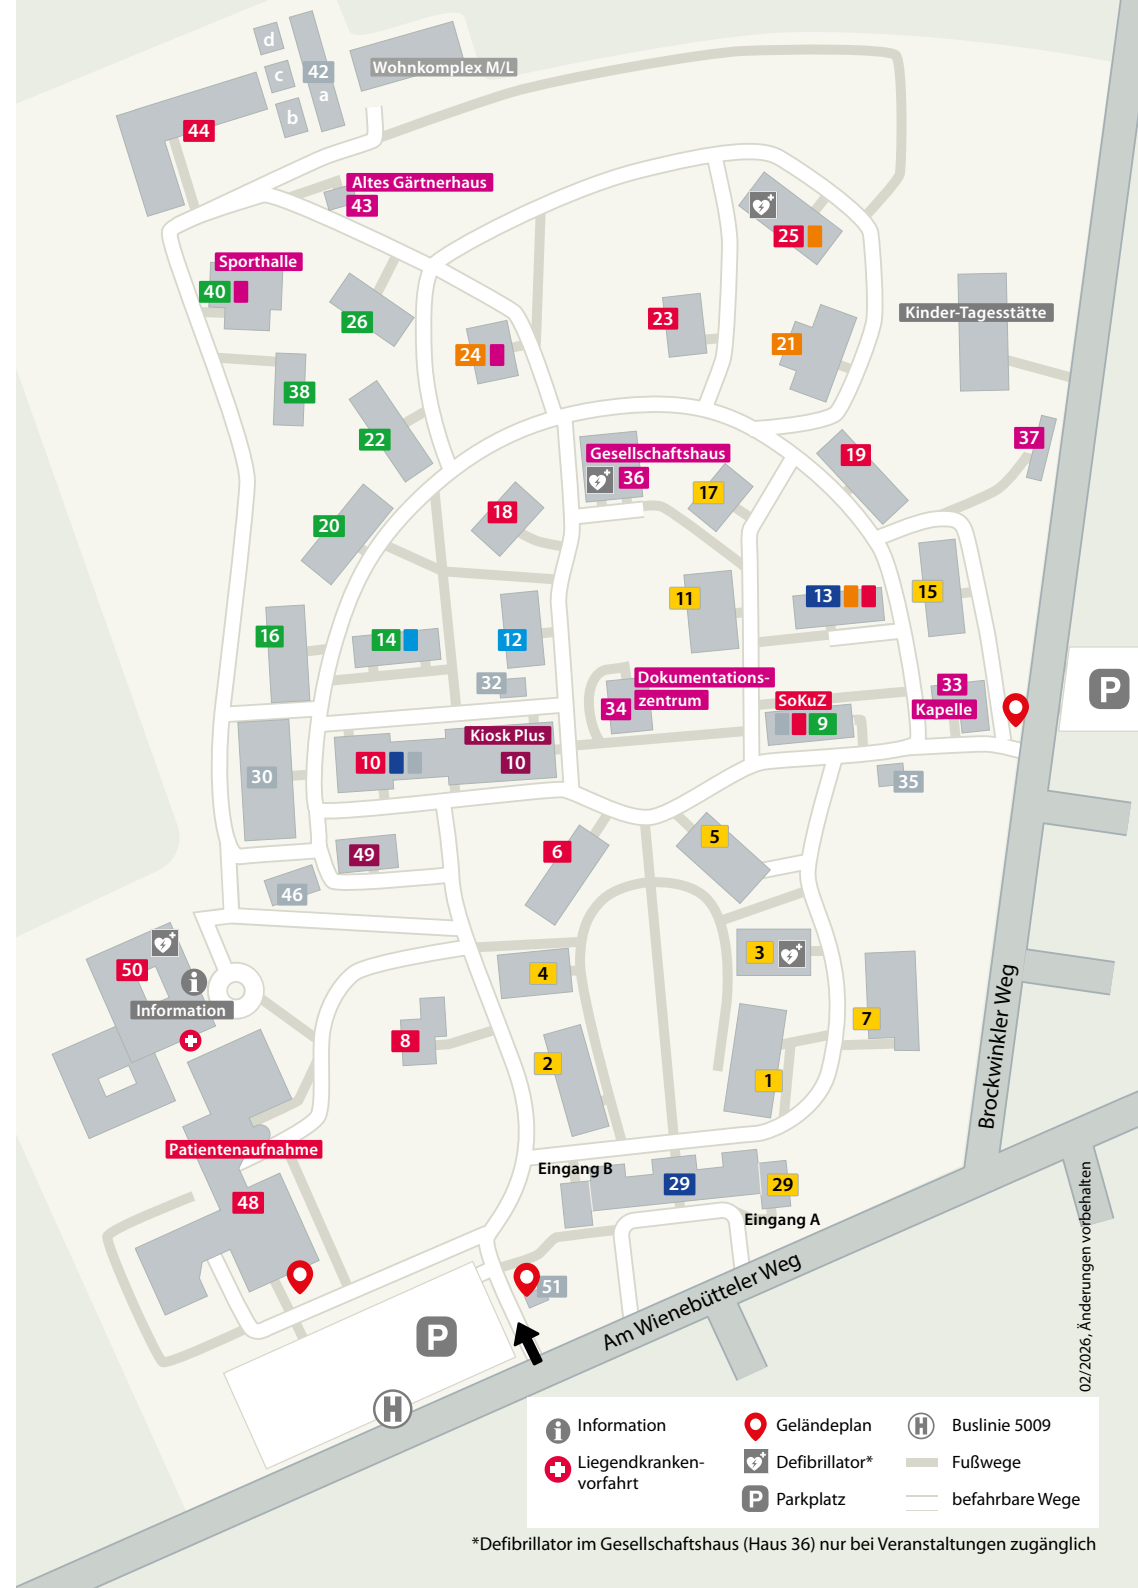 d
c
42
a
b
Wohnkomplex M/L
44
Altes Gärtnerhaus
43
25
Sporthalle
40
26
23
Kinder-Tagesstätte
24
21
38
22
37
19
Gesellschaftshaus
36
17
18
20
11
13
15
16
14
12
32
Dokumentations-
zentrum
34
33
Kapelle
SoKuZ
9
P
Kiosk Plus
10
10
30
35
49
6
5
46
50
i
Information
4
3
8
2
7
1
Brockwinkler Weg
Patientenaufnahme
48
Eingang B
29
29
Eingang A
51
P
H
Am Wienebütteler Weg
02/2026, Änderungen vorbehalten
i Information
Liegendkranken-
vorfahrt
Geländeplan
Defibrillator*
P Parkplatz
H Buslinie 5009
Fußwege
befahrbare Wege
*Defibrillator im Gesellschaftshaus (Haus 36) nur bei Veranstaltungen zugänglich